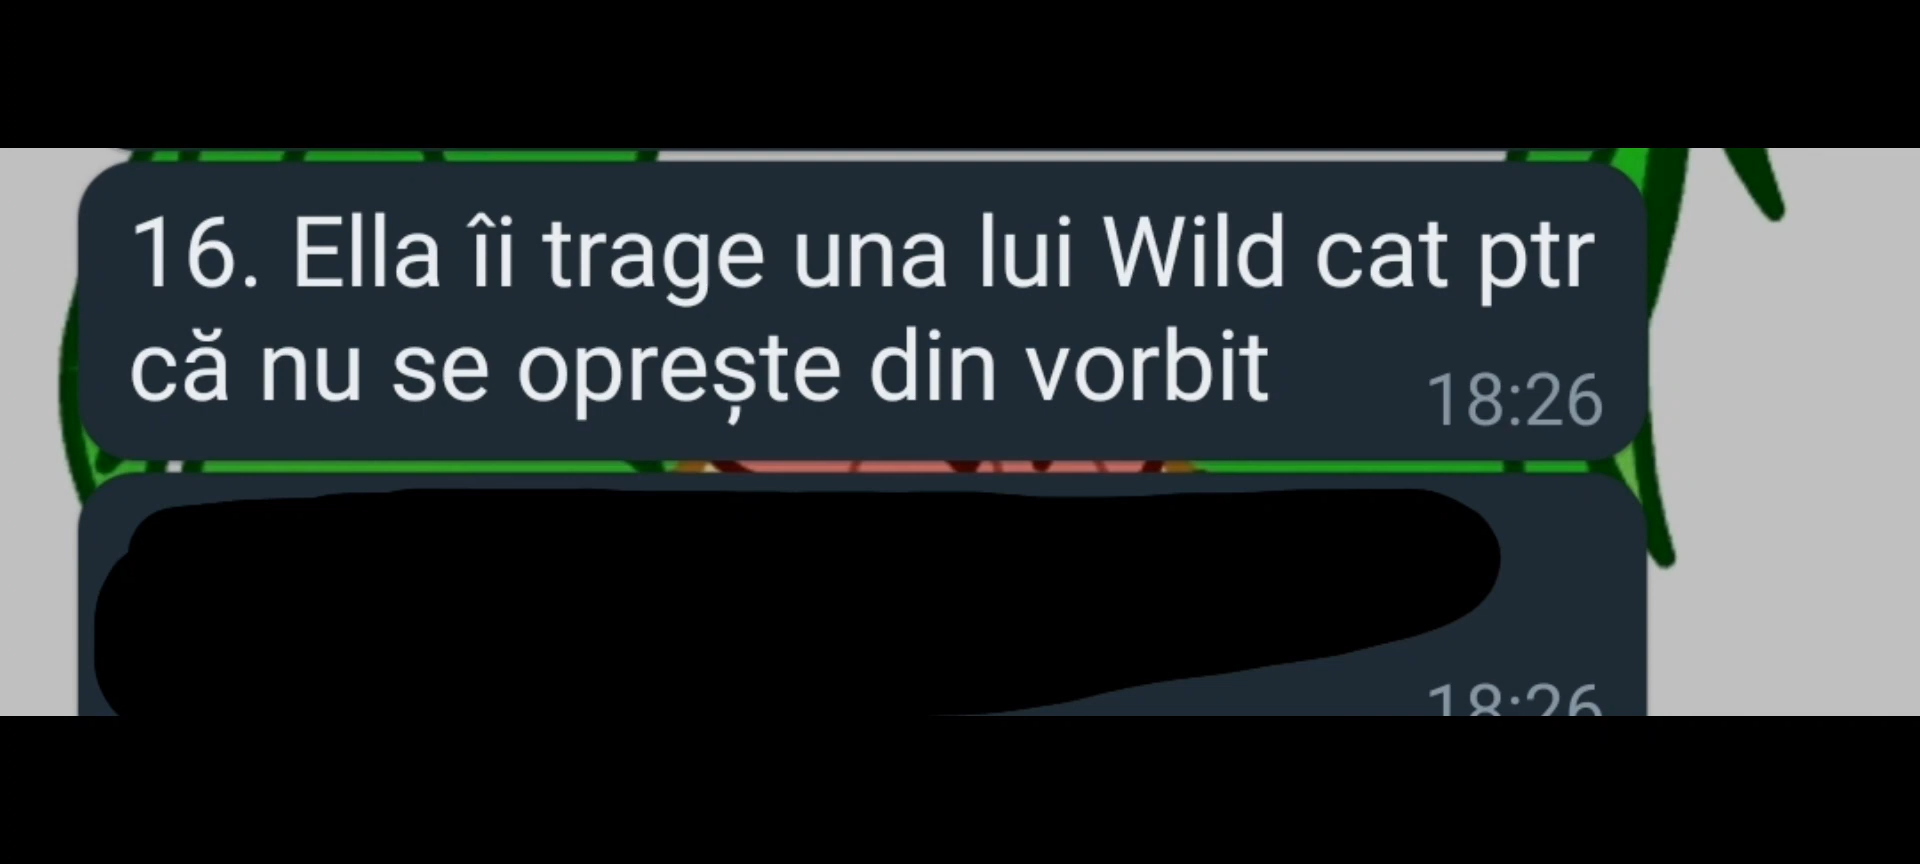 16. Ella îi trage una lui Wild cat ptr
că nu se oprește din vorbit
18:26
18:26